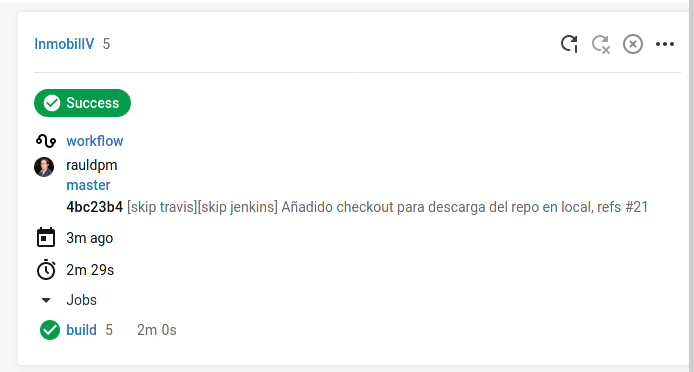 InmobilIV 5
Success
workflow
rauldpm
master
4bc23b4 [skip travis][skip jenkins] Añadido checkout para descarga del repo en local, refs #21
3m ago
2m 29s
Jobs
build 5 2m 0s